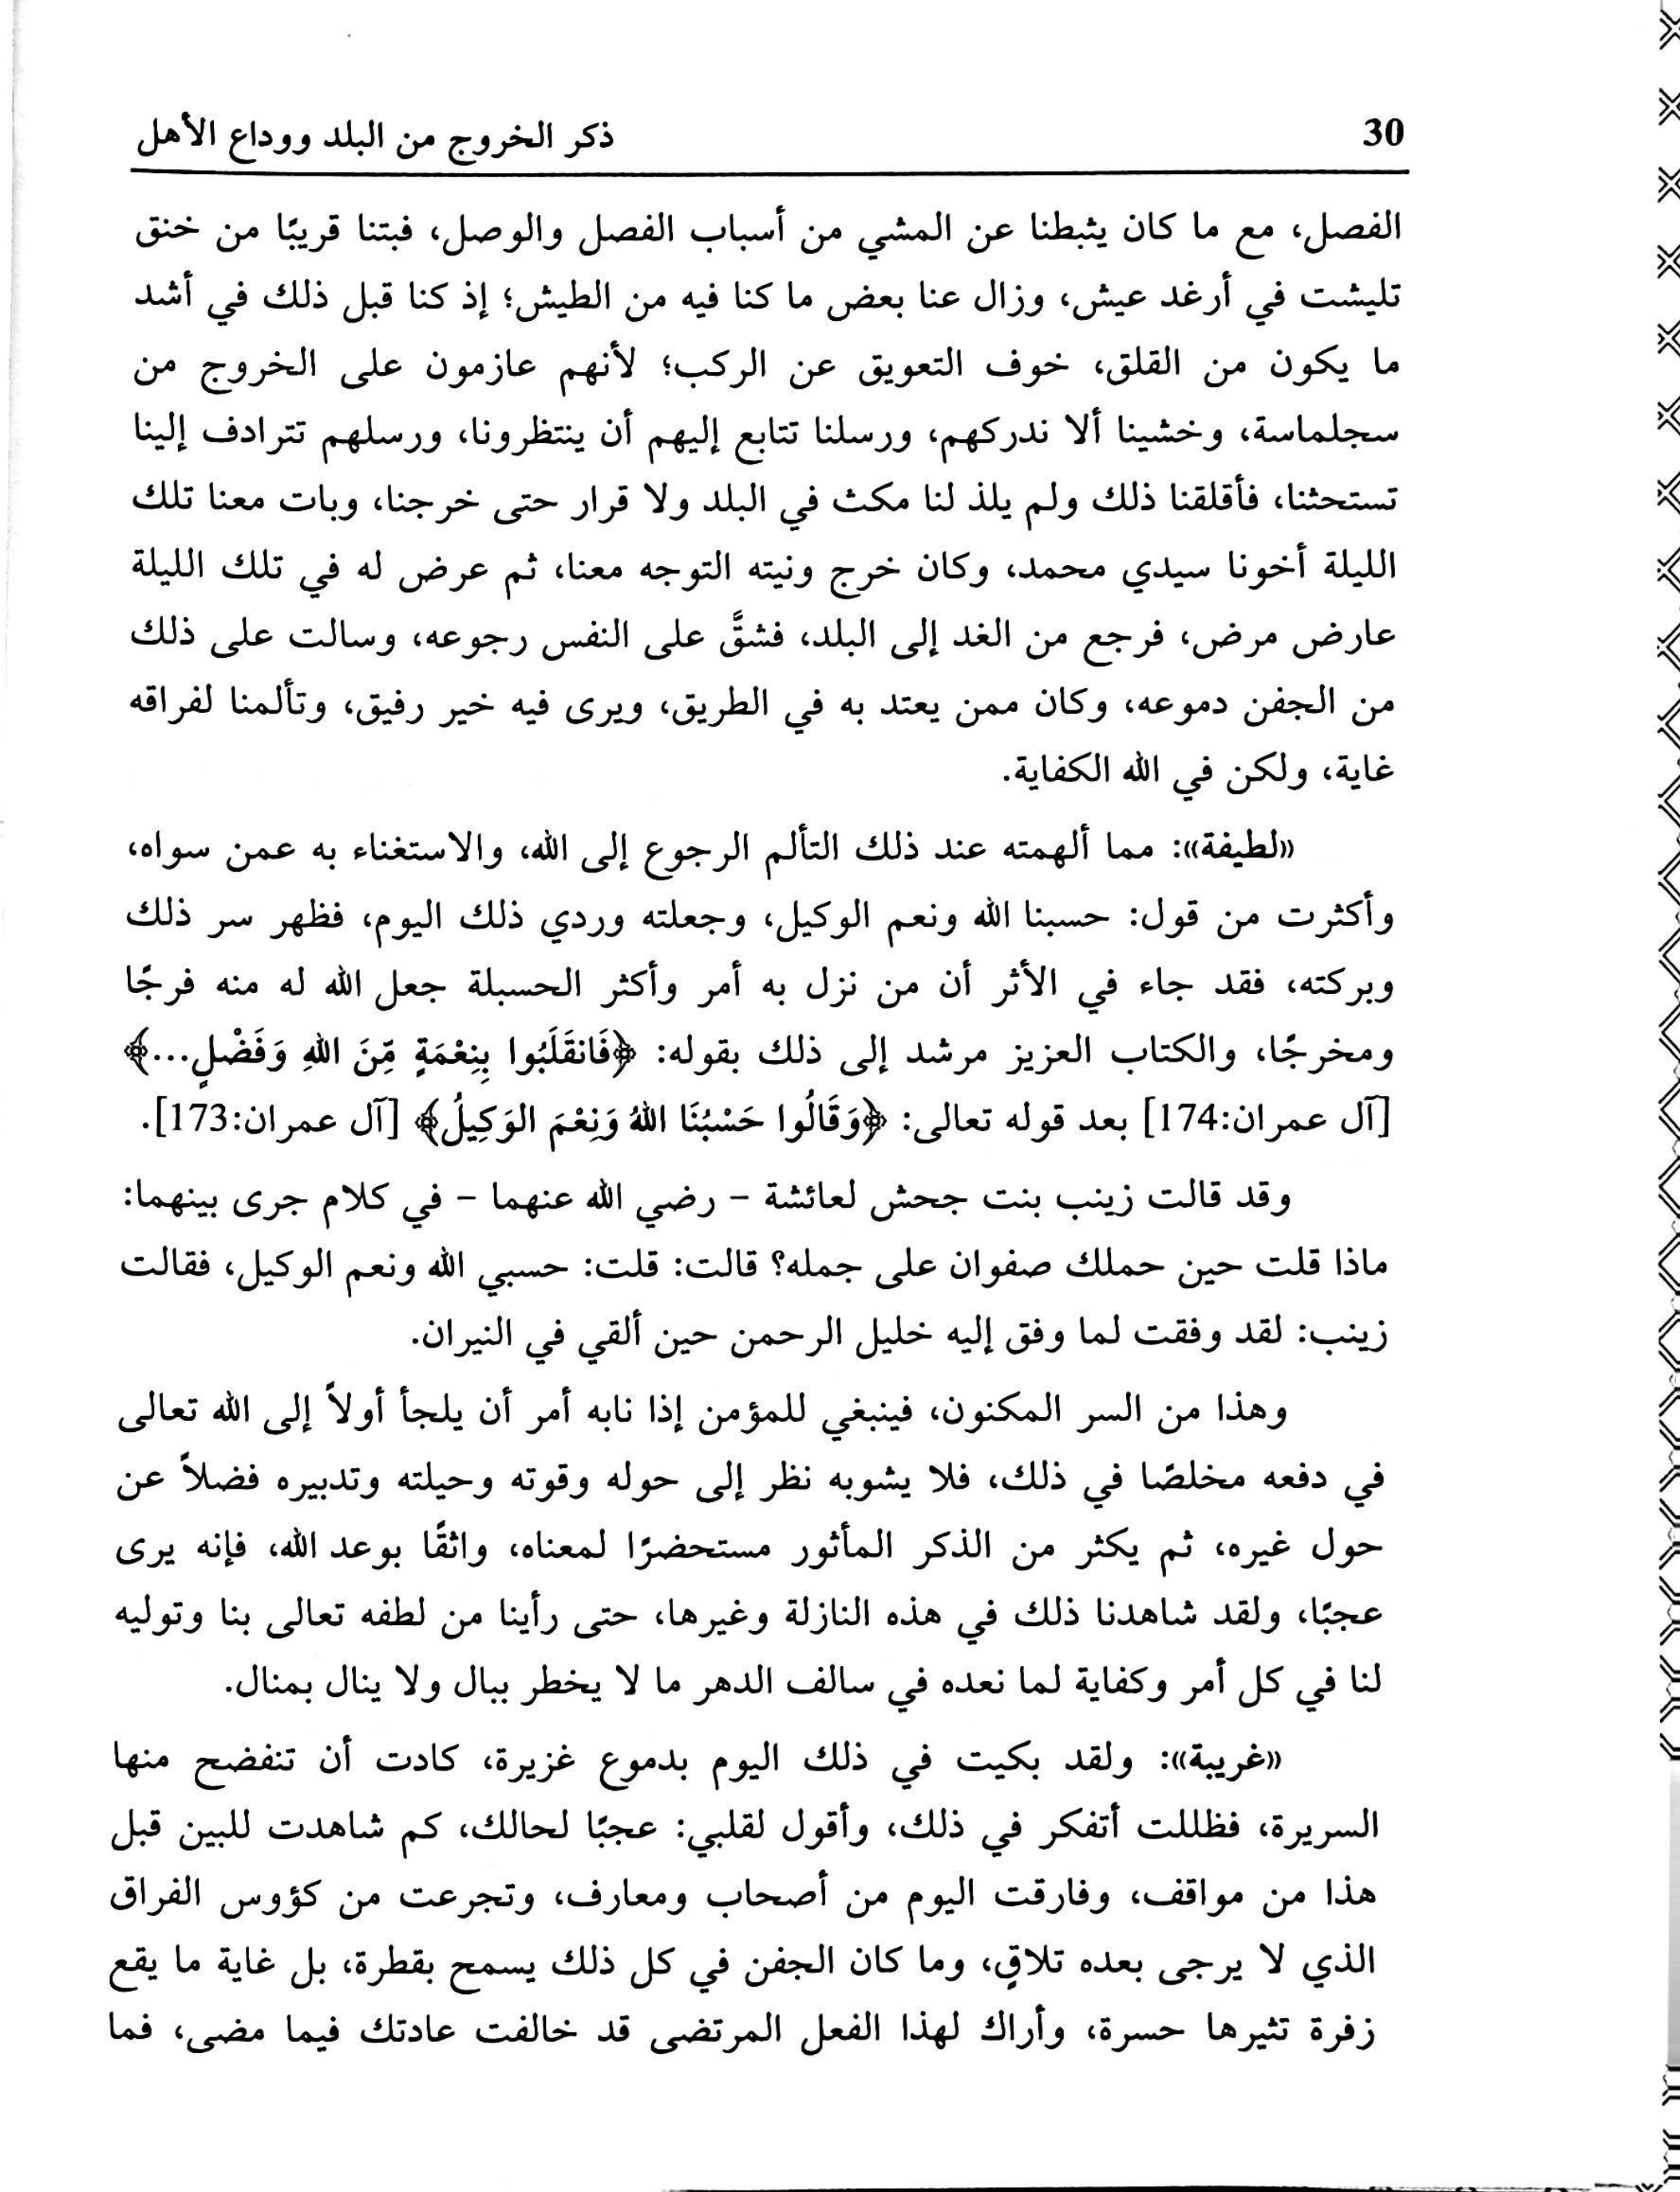 30
ذكر الخروج من البلد ووداع الأهل
الفصل، مع ما كان يثبطنا عن المشي من أسباب الفصل والوصل، فبتنا قريبًا من خنق
تليشت في أرغد عيش، وزال عنا بعض ما كنا فيه من الطيش؛ إذ كنا قبل ذلك في أشد
ما يكون من القلق، خوف التعويق عن الركب؛ لأنهم عازمون على الخروج من
سجلماسة، وخشينا ألا ندركهم، ورسلنا تتابع إليهم أن ينتظرونا، ورسلهم تترادف إلينا
تستحثنا، فأقلقنا ذلك ولم يلذ لنا مكث في البلد ولا قرار حتى خرجنا، وبات معنا تلك
الليلة أخونا سيدي محمد، وكان خرج ونيته التوجه معنا، ثم عرض له في تلك الليلة
عارض مرض، فرجع من الغد إلى البلد، فشقَّ على النفس رجوعه، وسالت على ذلك
من الجفن دموعه، وكان ممن يعتد به في الطريق، ويرى فيه خير رفيق، وتألمنا لفراقه
غاية، ولكن في الله الكفاية.
«لطيفة»: مما ألهمته عند ذلك التألم الرجوع إلى الله، والاستغناء به عمن سواه،
وأكثرت من قول: حسبنا الله ونعم الوكيل، وجعلته وردي ذلك اليوم، فظهر سر ذلك
وبركته، فقد جاء في الأثر أن من نزل به أمر وأكثر الحسبلة جعل الله له منه فرجًا
ومخرجًا، والكتاب العزيز مرشد إلى ذلك بقوله: ﴿فَانقَلَبُوا بِنِعْمَةٍ مِّنَ اللهِ وَفَضْلٍ...﴾
[آل عمران:174] بعد قوله تعالى: ﴿وَقَالُوا حَسْبُنَا اللهُ وَنِعْمَ الوَكِيلُ﴾ [آل عمران:173].
وقد قالت زينب بنت جحش لعائشة – رضي الله عنهما – في كلام جرى بينهما:
ماذا قلت حين حملك صفوان على جمله؟ قالت: قلت: حسبي الله ونعم الوكيل، فقالت
زينب: لقد وفقت لما وفق إليه خليل الرحمن حين ألقي في النيران.
وهذا من السر المكنون، فينبغي للمؤمن إذا نابه أمر أن يلجأ أولاً إلى الله تعالى
في دفعه مخلصًا في ذلك، فلا يشوبه نظر إلى حوله وقوته وحيلته وتدبيره فضلاً عن
حول غيره، ثم يكثر من الذكر المأثور مستحضرًا لمعناه، واثقًا بوعد الله، فإنه يرى
عجبًا، ولقد شاهدنا ذلك في هذه النازلة وغيرها، حتى رأينا من لطفه تعالى بنا وتوليه
لنا في كل أمر وكفاية لما نعده في سالف الدهر ما لا يخطر ببال ولا ينال بمنال.
«غريبة»: ولقد بكيت في ذلك اليوم بدموع غزيرة، كادت أن تنفضح منها
السريرة، فظللت أتفكر في ذلك، وأقول لقلبي: عجبًا لحالك، كم شاهدت للبين قبل
هذا من مواقف، وفارقت اليوم من أصحاب ومعارف، وتجرعت من كؤوس الفراق
الذي لا يرجى بعده تلاقٍ، وما كان الجفن في كل ذلك يسمح بقطرة، بل غاية ما يقع
زفرة تثيرها حسرة، وأراك لهذا الفعل المرتضى قد خالفت عادتك فيما مضى، فما